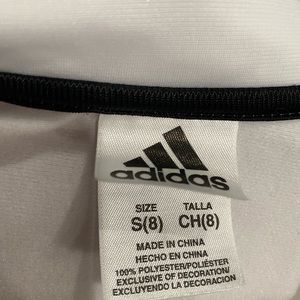 adidas
SIZE TALLA
S(8) CH(8)
MADE IN CHINA
HECHO EN CHINA
100% POLYESTER/POLIÉSTER
EXCLUSIVE OF DECORATION/
EXCLUYENDO LA DECORACION